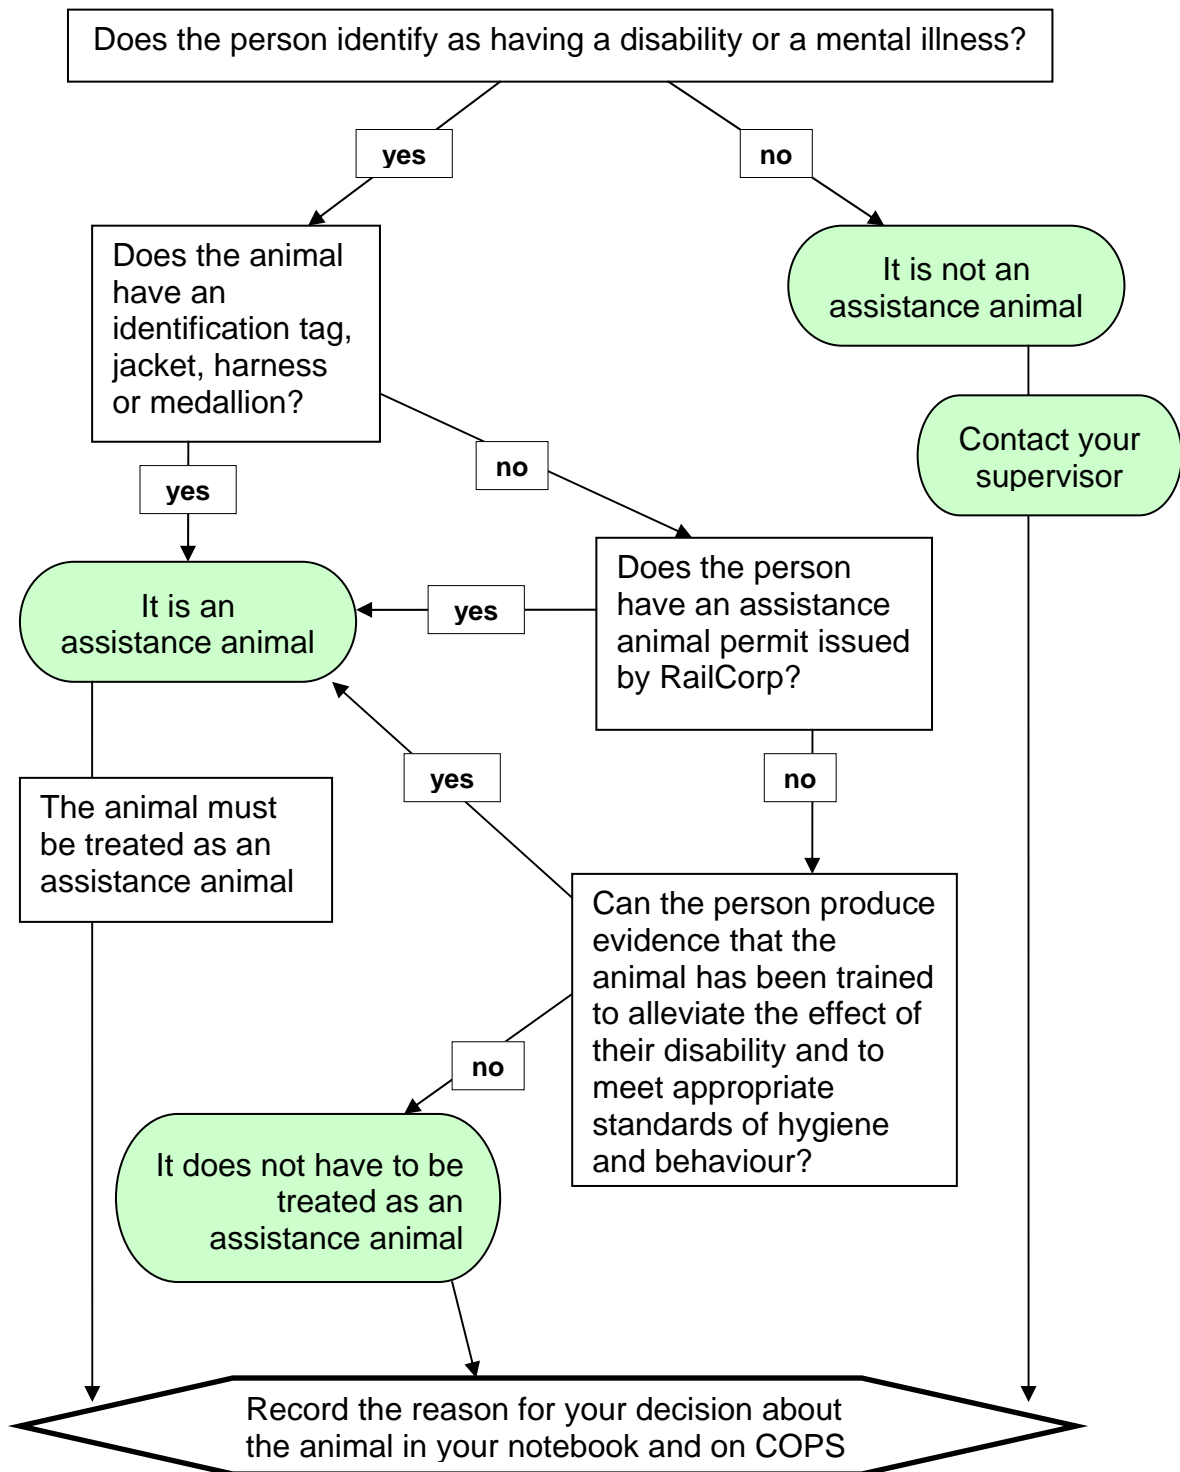 Does the person identify as having a disability or a mental illness?
yes
no
Does the animal
have an
identification tag,
jacket, harness
or medallion?
It is not an
assistance animal
Contact your
supervisor
no
yes
It is an
assistance animal
yes
Does the person
have an assistance
animal permit issued
by RailCorp?
yes
no
The animal must
be treated as an
assistance animal
Can the person produce
evidence that the
animal has been trained
to alleviate the effect of
their disability and to
meet appropriate
standards of hygiene
and behaviour?
no
It does not have to be
treated as an
assistance animal
Record the reason for your decision about
the animal in your notebook and on COPS